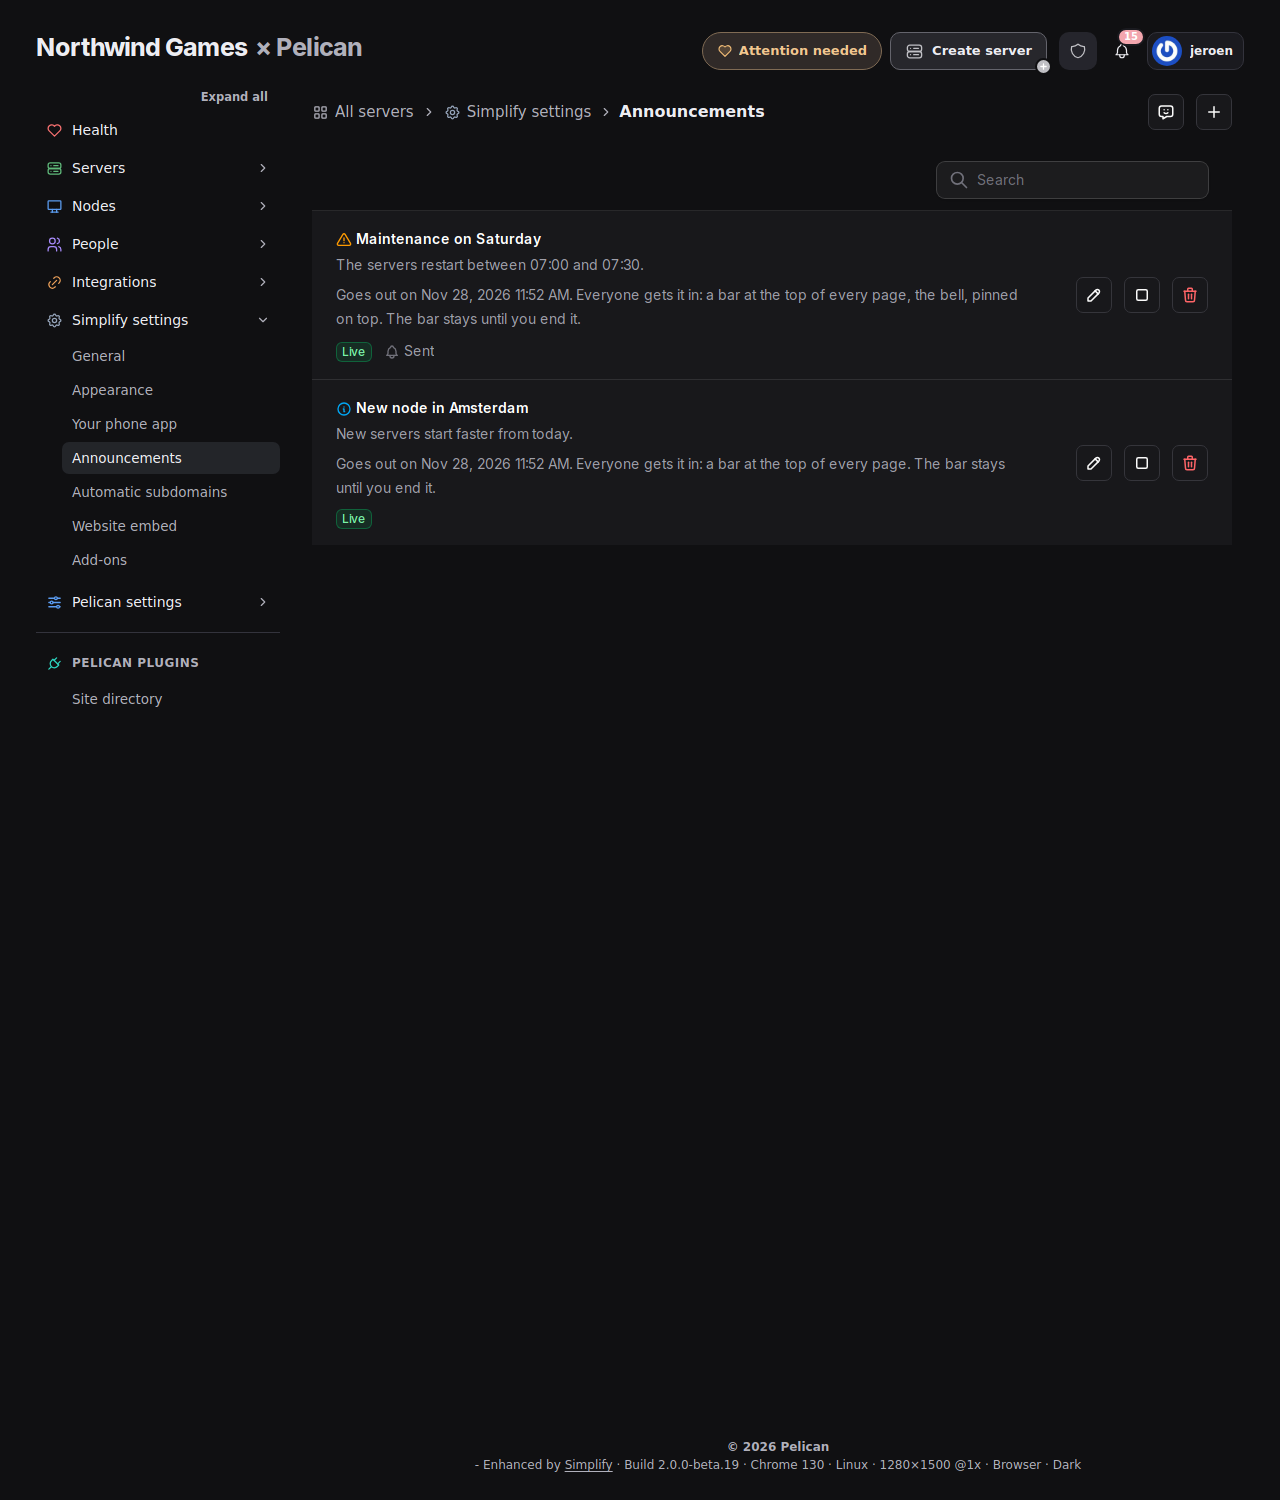 Northwind Games × Pelican
Attention needed
Create server
15
jeroen
Expand all
Health
Servers
Nodes
People
Integrations
Simplify settings
General
Appearance
Your phone app
Announcements
Automatic subdomains
Website embed
Add-ons
Pelican settings
PELICAN PLUGINS
Site directory
All servers > Simplify settings > Announcements
Search
Maintenance on Saturday
The servers restart between 07:00 and 07:30.
Goes out on Nov 28, 2026 11:52 AM. Everyone gets it in: a bar at the top of every page, the bell, pinned
on top. The bar stays until you end it.
Live Sent
New node in Amsterdam
New servers start faster from today.
Goes out on Nov 28, 2026 11:52 AM. Everyone gets it in: a bar at the top of every page. The bar stays
until you end it.
Live
© 2026 Pelican
- Enhanced by Simplify · Build 2.0.0-beta.19 · Chrome 130 · Linux · 1280×1500 @1x · Browser · Dark